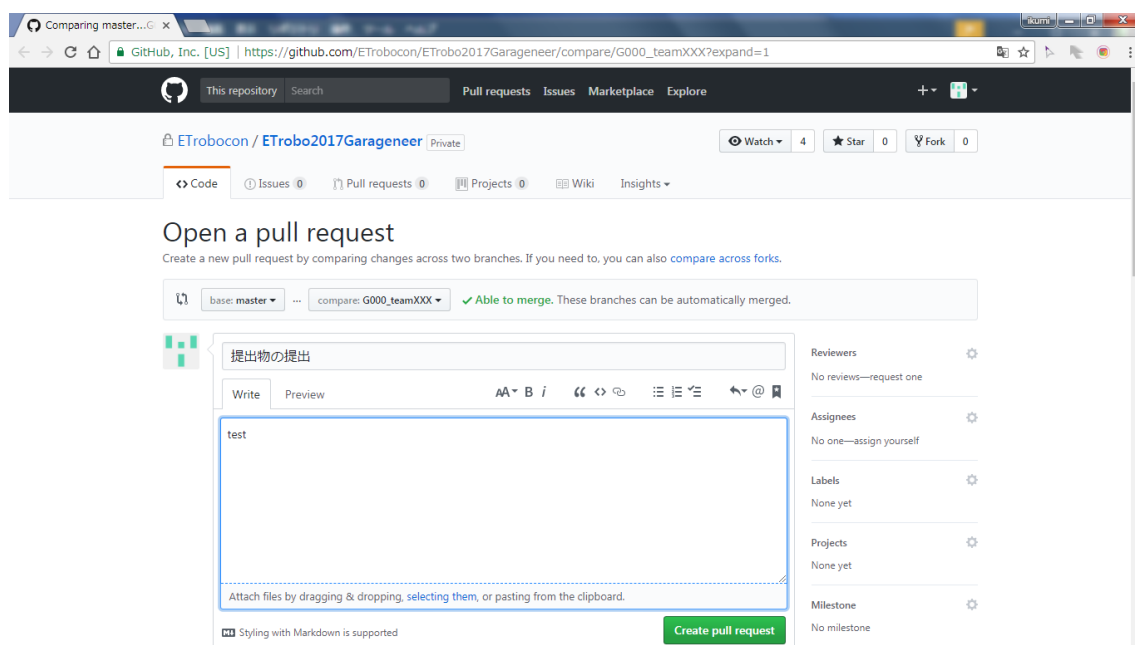 Comparing master...G
ikumi
GitHub, Inc. [US] | https://github.com/ETrobocon/ETrobo2017Garageneer/compare/G000_teamXXX?expand=1
This repository Search Pull requests Issues Marketplace Explore
ETrobocon / ETrobo2017Garageneer Private Watch 4 Star 0 Fork 0
Code Issues 0 Pull requests 0 Projects 0 Wiki Insights
Open a pull request
Create a new pull request by comparing changes across two branches. If you need to, you can also compare across forks.
base: master ... compare: G000_teamXXX Able to merge. These branches can be automatically merged.
提出物の提出
Write Preview AA B i @
test
Attach files by dragging & dropping, selecting them, or pasting from the clipboard.
Styling with Markdown is supported
Create pull request
Reviewers
No reviews—request one
Assignees
No one—assign yourself
Labels
None yet
Projects
None yet
Milestone
No milestone